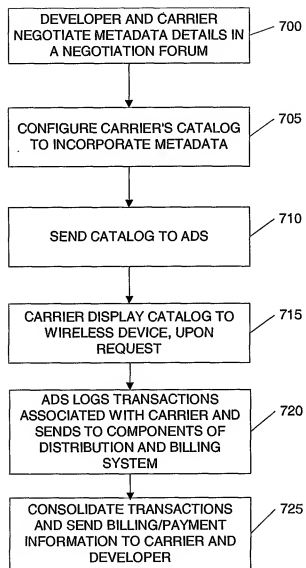 DEVELOPER AND CARRIER
NEGOTIATE METADATA DETAILS IN
A NEGOTIATION FORUM
700
CONFIGURE CARRIER'S CATALOG
TO INCORPORATE METADATA
705
SEND CATALOG TO ADS
710
CARRIER DISPLAY CATALOG TO
WIRELESS DEVICE, UPON
REQUEST
715
ADS LOGS TRANSACTIONS
ASSOCIATED WITH CARRIER AND
SENDS TO COMPONENTS OF
DISTRIBUTION AND BILLING
SYSTEM
720
CONSOLIDATE TRANSACTIONS
AND SEND BILLING/PAYMENT
INFORMATION TO CARRIER AND
DEVELOPER
725